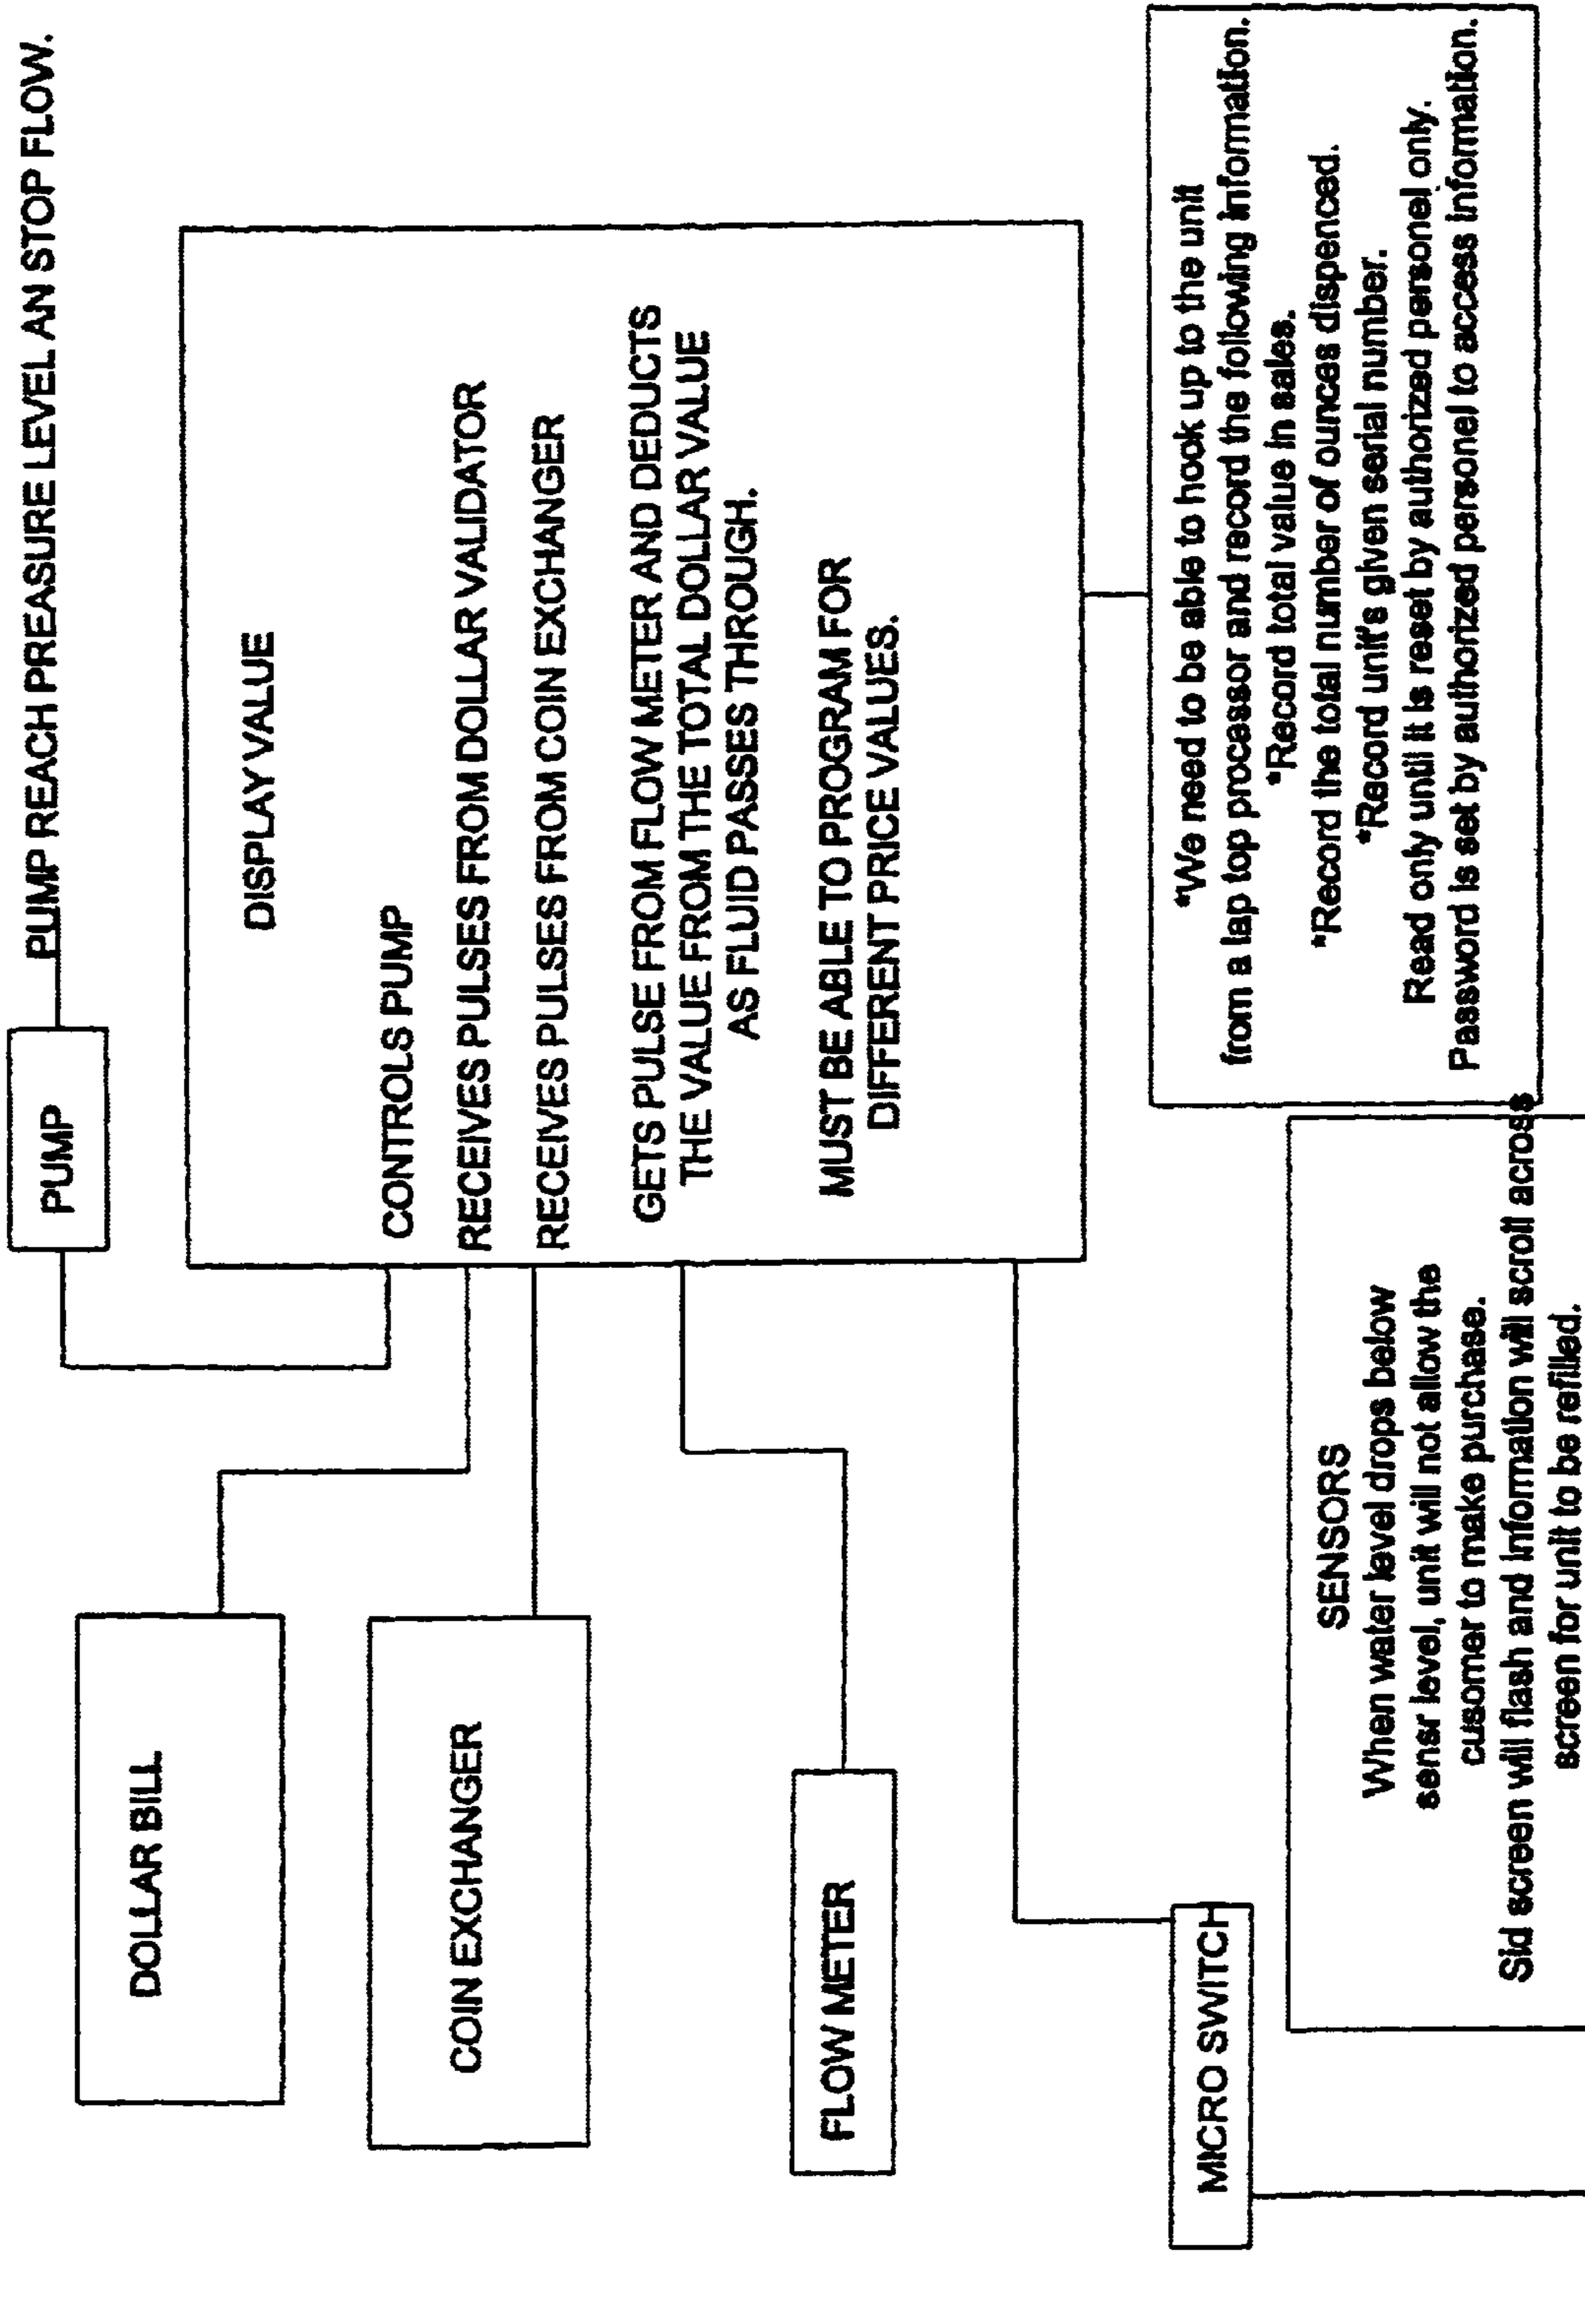 PUMP REACH PREASURE LEVEL AN STOP FLOW.
PUMP
DISPLAY VALUE
CONTROLS PUMP
RECEIVES PULSES FROM DOLLAR VALIDATOR
RECEIVES PULSES FROM COIN EXCHANGER
GETS PULSE FROM FLOW METER AND DEDUCTS
THE VALUE FROM THE TOTAL DOLLAR VALUE
AS FLUID PASSES THROUGH.
MUST BE ABLE TO PROGRAM FOR
DIFFERENT PRICE VALUES.
DOLLAR BILL
COIN EXCHANGER
FLOW METER
MICRO SWITCH
*We need to be able to hook up to the unit
from a lap top processor and record the following information.
*Record total value in sales.
*Record the total number of ounces dispenced.
*Record unit's given serial number.
Read only until it is reset by authorized personel only.
Password is set by authorized personel to access information.
SENSORS
When water level drops below
sensr level, unit will not allow the
cusomer to make purchase.
Sid screen will flash and information will scroll across
screen for unit to be refilled.